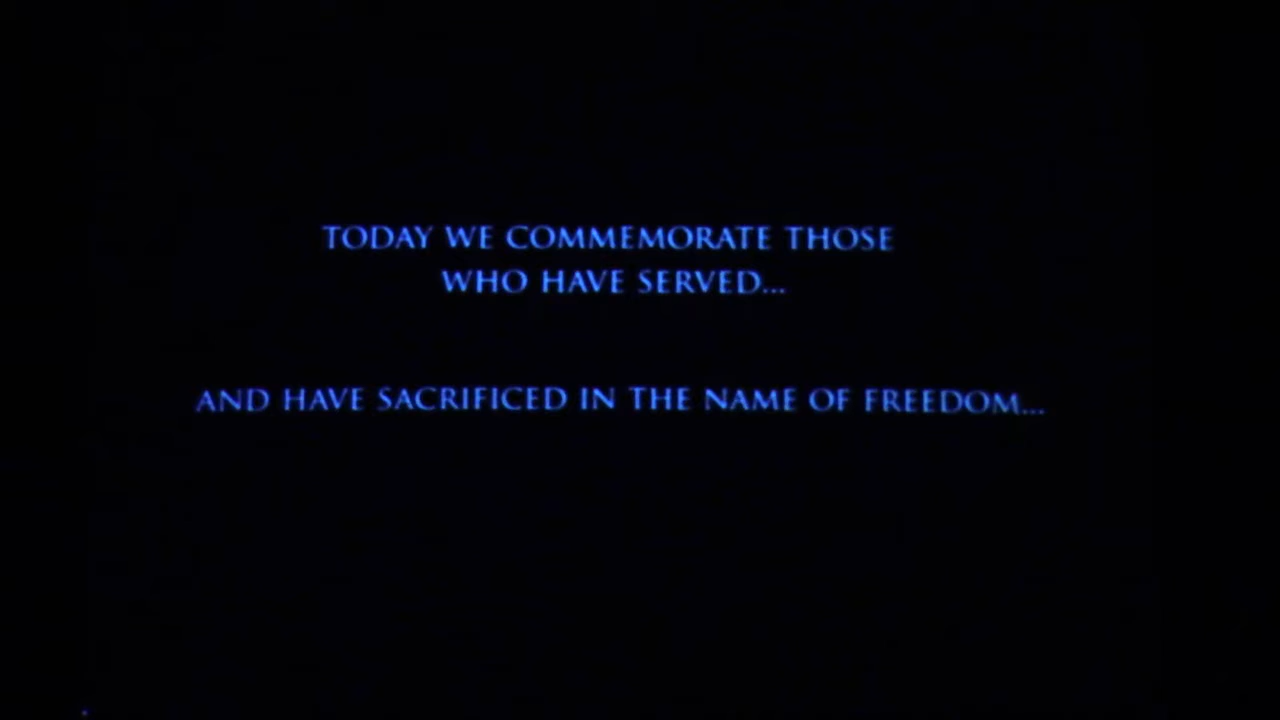 TODAY WE COMMEMORATE THOSE
WHO HAVE SERVED...
AND HAVE SACRIFICED IN THE NAME OF FREEDOM...